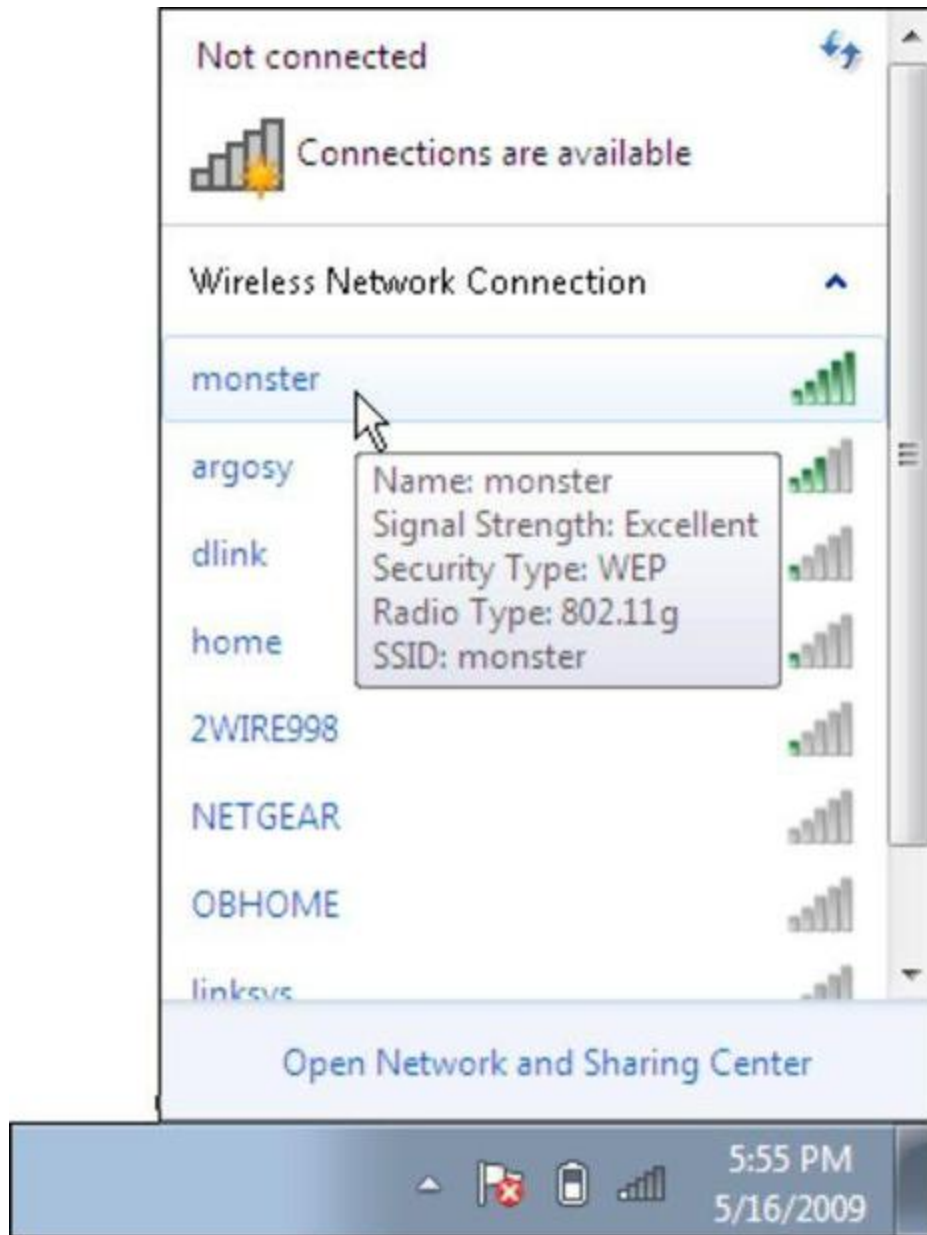 Not connected
Connections are available
Wireless Network Connection
monster
argosy
Name: monster
Signal Strength: Excellent
Security Type: WEP
Radio Type: 802.11g
SSID: monster
dlink
home
2WIRE998
NETGEAR
OBHOME
linksys
Open Network and Sharing Center
5:55 PM
5/16/2009